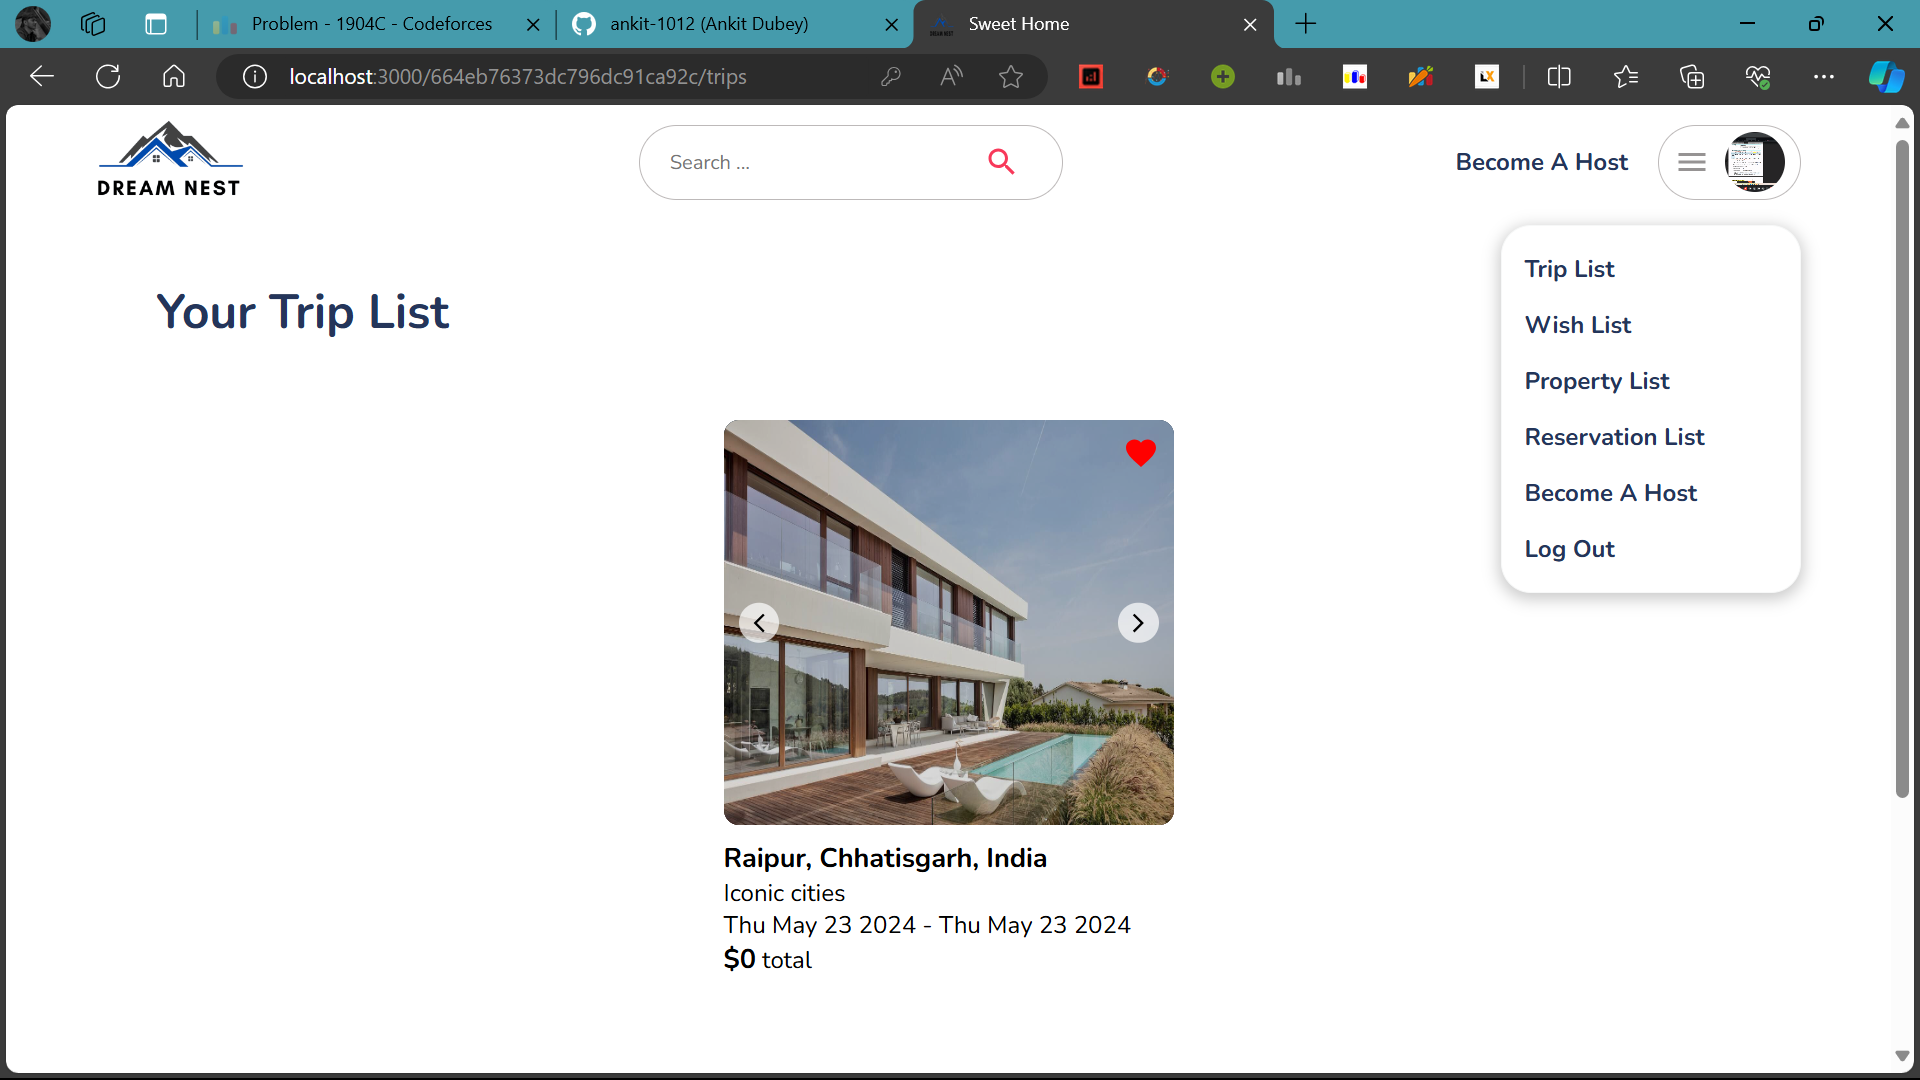 Problem - 1904C - Codeforces
ankit-1012 (Ankit Dubey)
Sweet Home
localhost:3000/664eb76373dc796dc91ca92c/trips
DREAM NEST
Search ...
Become A Host
Your Trip List
Trip List
Wish List
Property List
Reservation List
Become A Host
Log Out
Raipur, Chhatisgarh, India
Iconic cities
Thu May 23 2024 - Thu May 23 2024
$0 total